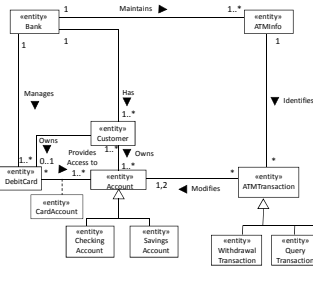 «entity»
Bank
1
Maintains
1..*
«entity»
ATMInfo
1
1
1
Manages
Has
Identifies
1..*
«entity»
Customer
Owns
1..*
Owns
Provides
Access to
1..*
0..1
1..*
1..*
*
«entity»
DebitCard
*
«entity»
Account
1,2
Modifies
*
«entity»
ATMTransaction
«entity»
CardAccount
«entity»
Checking
Account
«entity»
Savings
Account
«entity»
Withdrawal
Transaction
«entity»
Query
Transaction